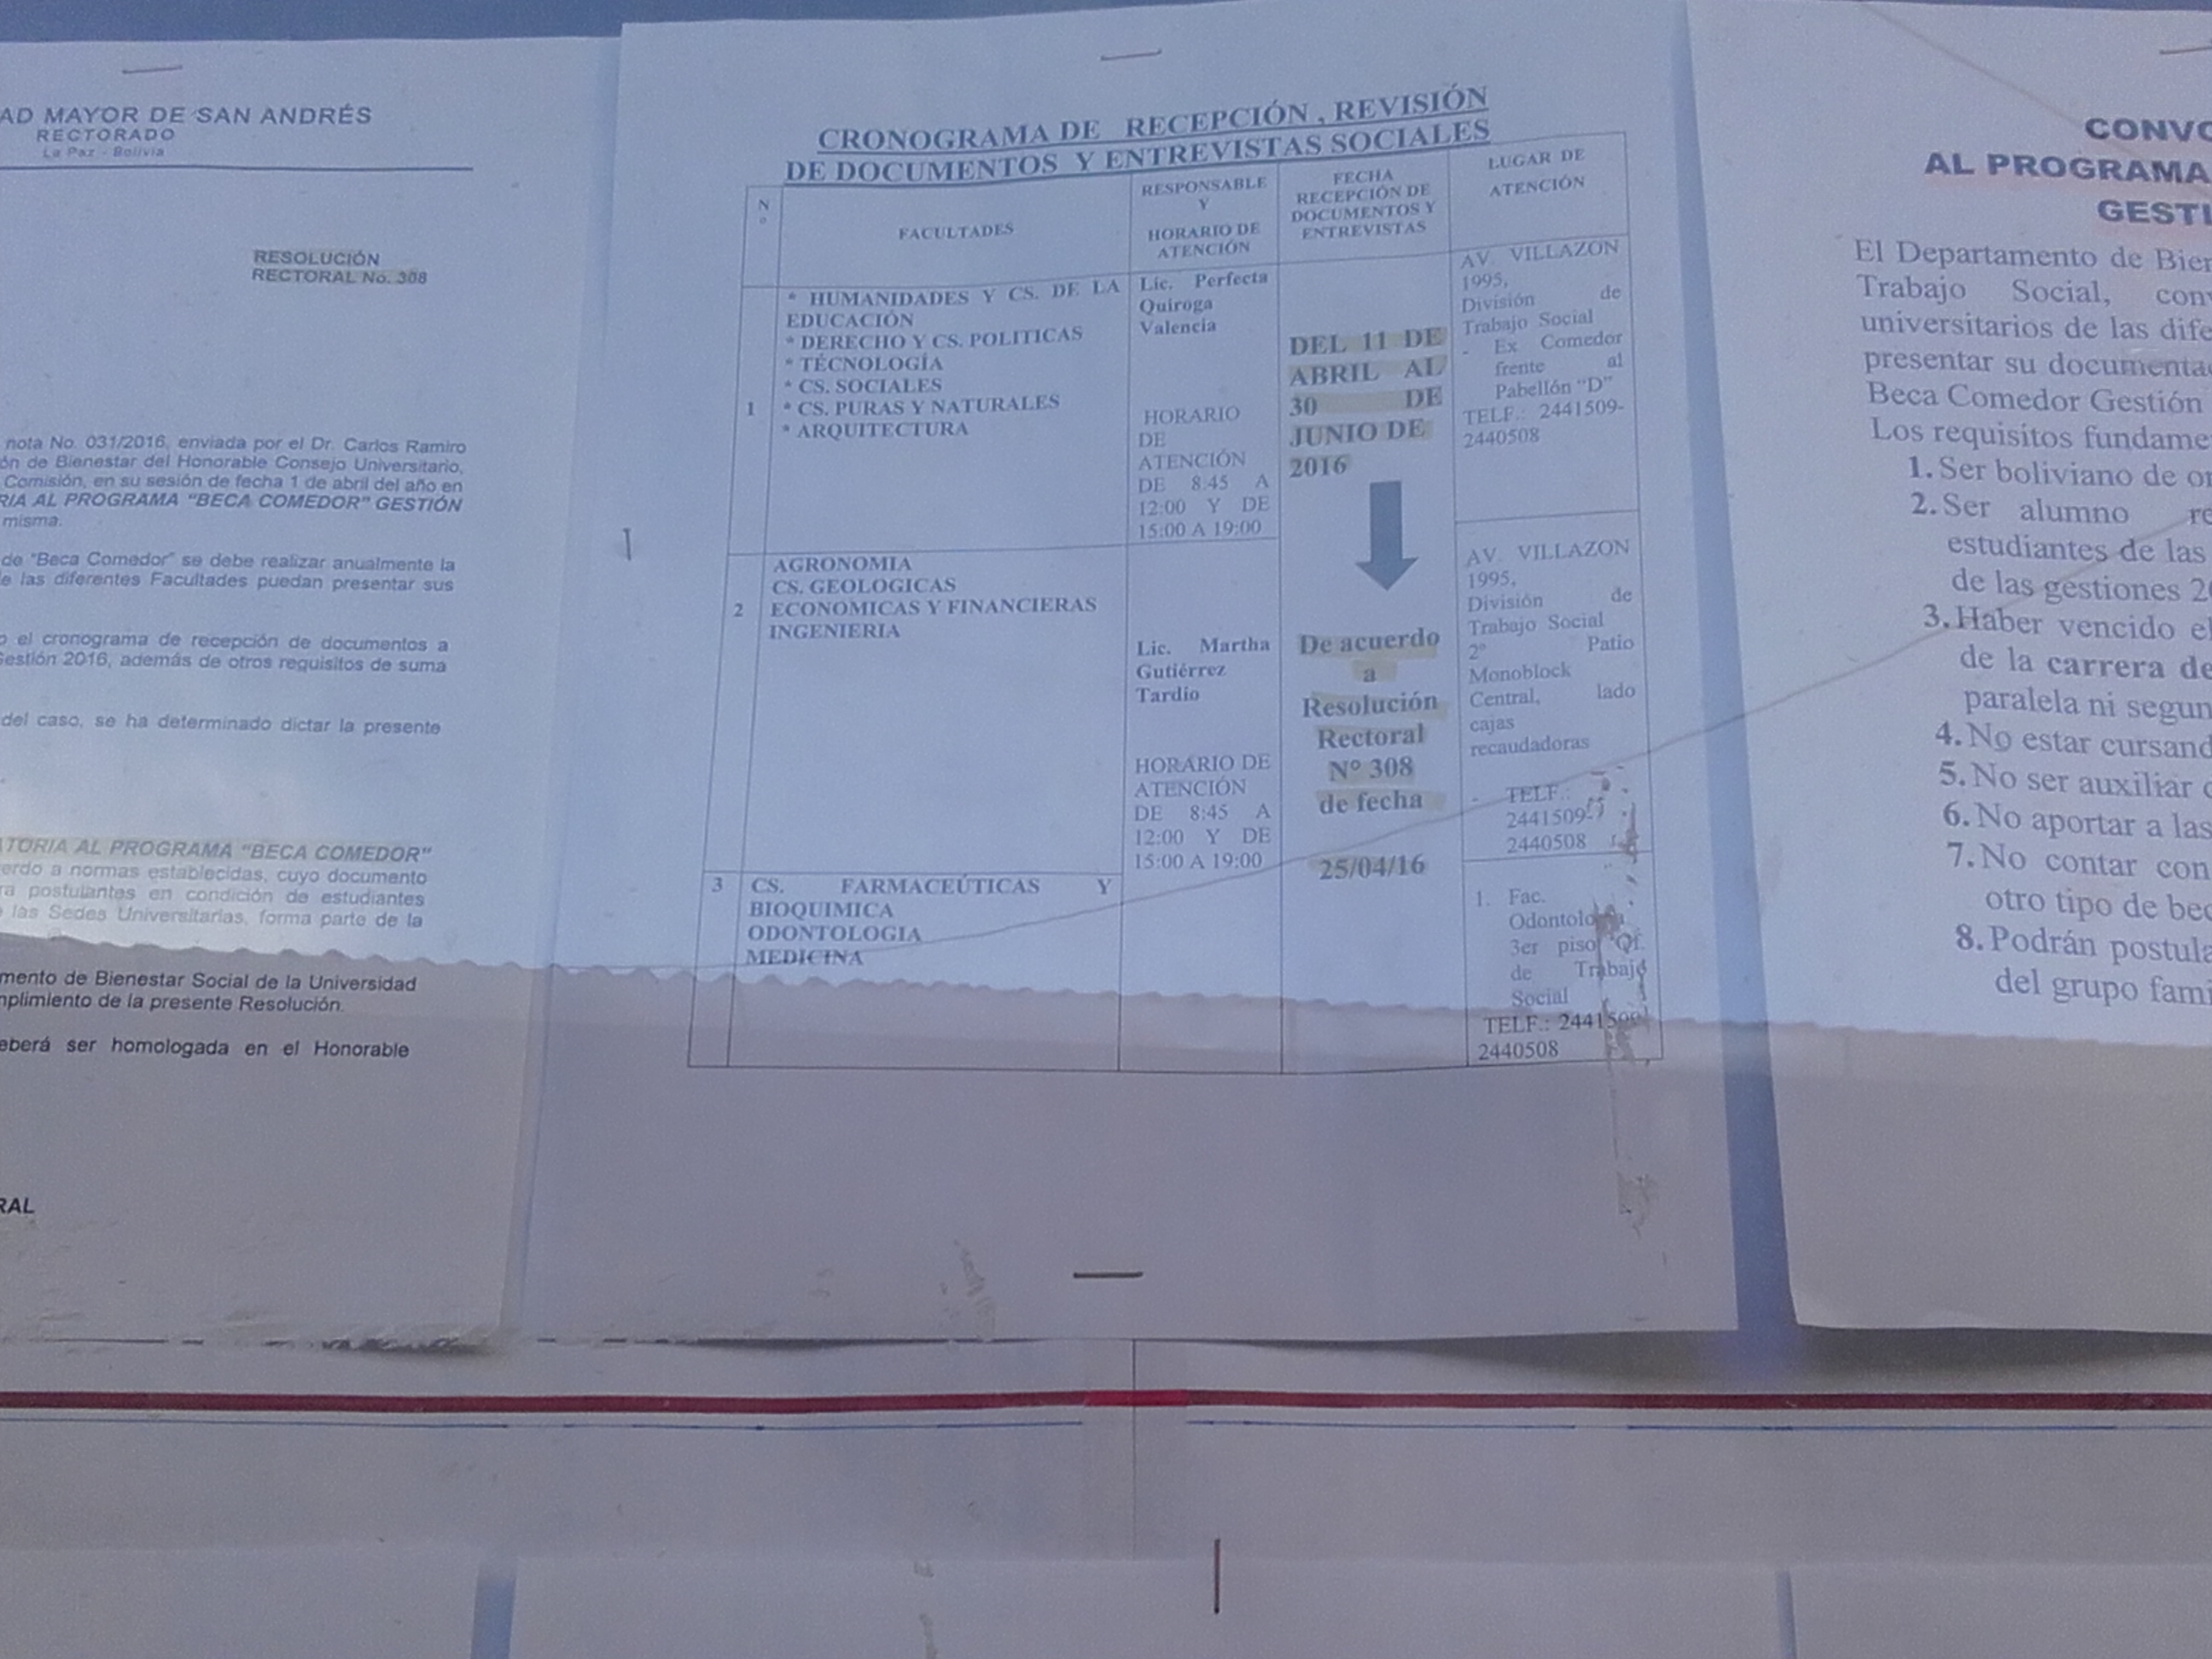 AD MAYOR DE SAN ANDRÉS
RECTORADO
La Paz - Bolivia
RESOLUCIÓN
RECTORAL No. 308
nota No. 031/2016, enviada por el Dr. Carlos Ramiro
ón de Bienestar del Honorable Consejo Universitario,
Comisión, en su sesión de fecha 1 de abril del año en
RIA AL PROGRAMA "BECA COMEDOR" GESTIÓN
misma.
de "Beca Comedor" se debe realizar anualmente la
e las diferentes Facultades puedan presentar sus
o el cronograma de recepción de documentos a
Gestión 2016, además de otros requisitos de suma
del caso, se ha determinado dictar la presente
TORIA AL PROGRAMA "BECA COMEDOR"
erdo a normas establecidas, cuyo documento
ra postulantes en condición de estudiantes
las Sedes Universitarias, forma parte de la
mento de Bienestar Social de la Universidad
mplimiento de la presente Resolución.
eberá ser homologada en el Honorable
RAL
CRONOGRAMA DE RECEPCIÓN , REVISIÓN
DE DOCUMENTOS Y ENTREVISTAS SOCIALES
N
°
FACULTADES
RESPONSABLE
Y
HORARIO DE
ATENCIÓN
FECHA
RECEPCIÓN DE
DOCUMENTOS Y
ENTREVISTAS
LUGAR DE
ATENCIÓN
1
* HUMANIDADES Y CS. DE LA
EDUCACIÓN
* DERECHO Y CS. POLITICAS
* TÉCNOLOGÍA
* CS. SOCIALES
* CS. PURAS Y NATURALES
* ARQUITECTURA
Lic. Perfecta
Quiroga
Valencia
HORARIO
DE
ATENCIÓN
DE 8:45 A
12:00 Y DE
15:00 A 19:00
DEL 11 DE
ABRIL AL
30 DE
JUNIO DE
2016
AV. VILLAZON
1995,
División de
Trabajo Social
- Ex Comedor
frente al
Pabellón "D"
TELF.: 2441509-
2440508
2
AGRONOMIA
CS. GEOLOGICAS
ECONOMICAS Y FINANCIERAS
INGENIERIA
Lic. Martha
Gutiérrez
Tardío
HORARIO DE
ATENCIÓN
DE 8:45 A
12:00 Y DE
15:00 A 19:00
De acuerdo
a
Resolución
Rectoral
Nº 308
de fecha
25/04/16
AV. VILLAZON
1995,
División de
Trabajo Social
2º Patio
Monoblock
Central, lado
cajas
recaudadoras
- TELF.:
2441509-
2440508
3
CS. FARMACEÚTICAS Y
BIOQUIMICA
ODONTOLOGIA
MEDICINA
1. Fac.
Odontología
3er piso Of.
de Trabajo
Social
TELF.: 2441509
2440508
CONVO
AL PROGRAMA
GESTI
El Departamento de Bien
Trabajo Social, conv
universitarios de las dife
presentar su documenta
Beca Comedor Gestión
Los requisitos fundame
1. Ser boliviano de or
2. Ser alumno re
estudiantes de las
de las gestiones 20
3. Haber vencido el
de la carrera de
paralela ni segun
4. No estar cursand
5. No ser auxiliar d
6. No aportar a las
7. No contar con
otro tipo de bec
8. Podrán postula
del grupo fami